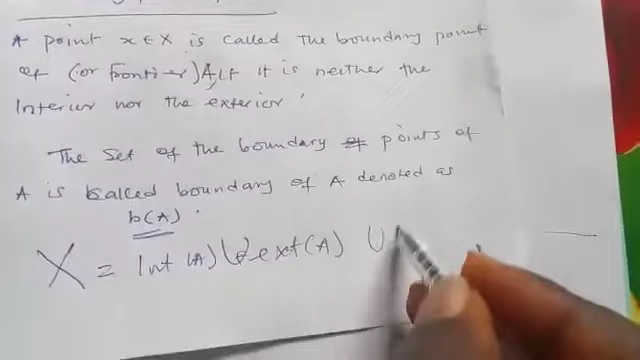 A point x ∈ X is called the boundary point
of (or Frontier) A, if it is neither the
Interior nor the exterior.
The set of the boundary of points of
A is called boundary of A denoted as
b(A).
X = Int (A) U ext(A) U